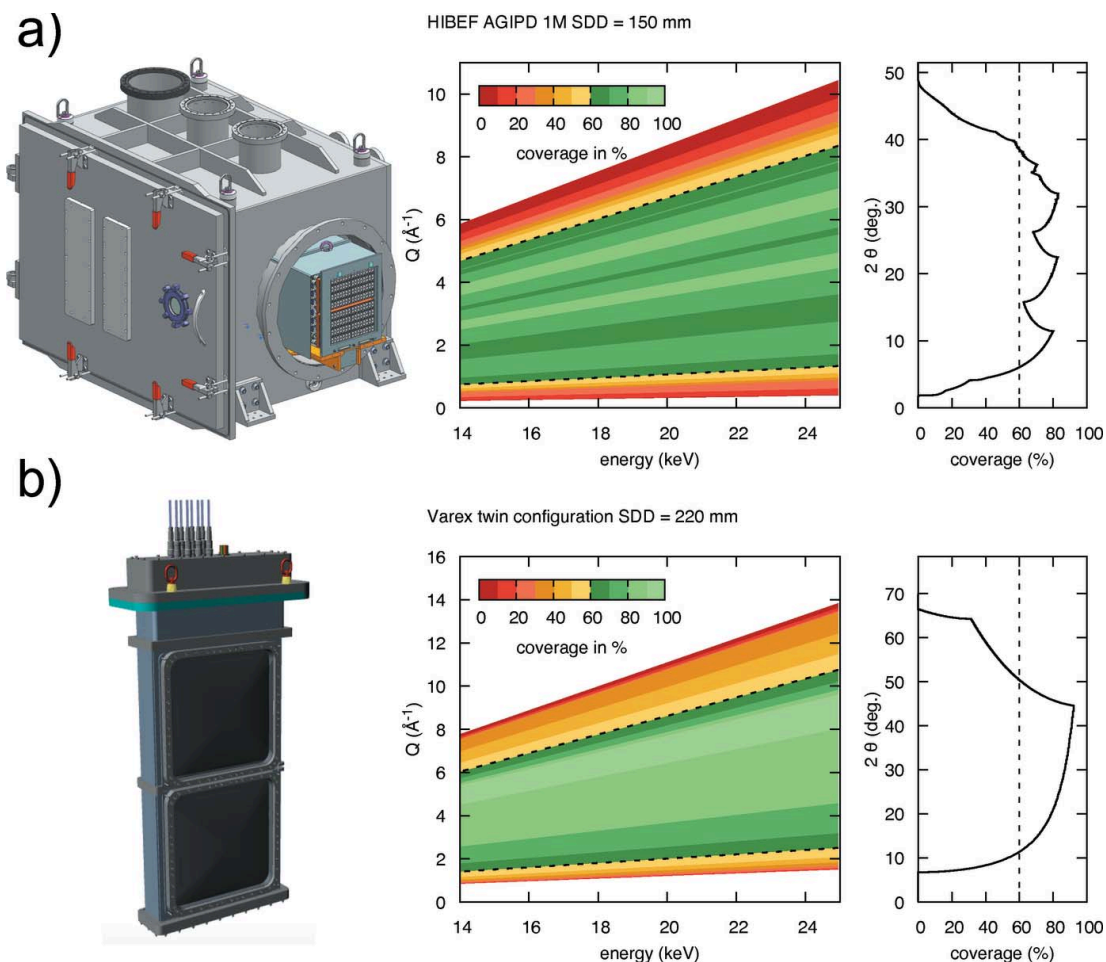 a)
HIBEF AGIPD 1M SDD = 150 mm
10
8
6
4
2
0
Q (Å⁻¹)
0 20 40 60 80 100
coverage in %
14 16 18 20 22 24
energy (keV)
50
40
30
20
10
0
2 θ (deg.)
0 20 40 60 80 100
coverage (%)
b)
Varex twin configuration SDD = 220 mm
16
14
12
10
8
6
4
2
0
Q (Å⁻¹)
0 20 40 60 80 100
coverage in %
14 16 18 20 22 24
energy (keV)
70
60
50
40
30
20
10
0
2 θ (deg.)
0 20 40 60 80 100
coverage (%)